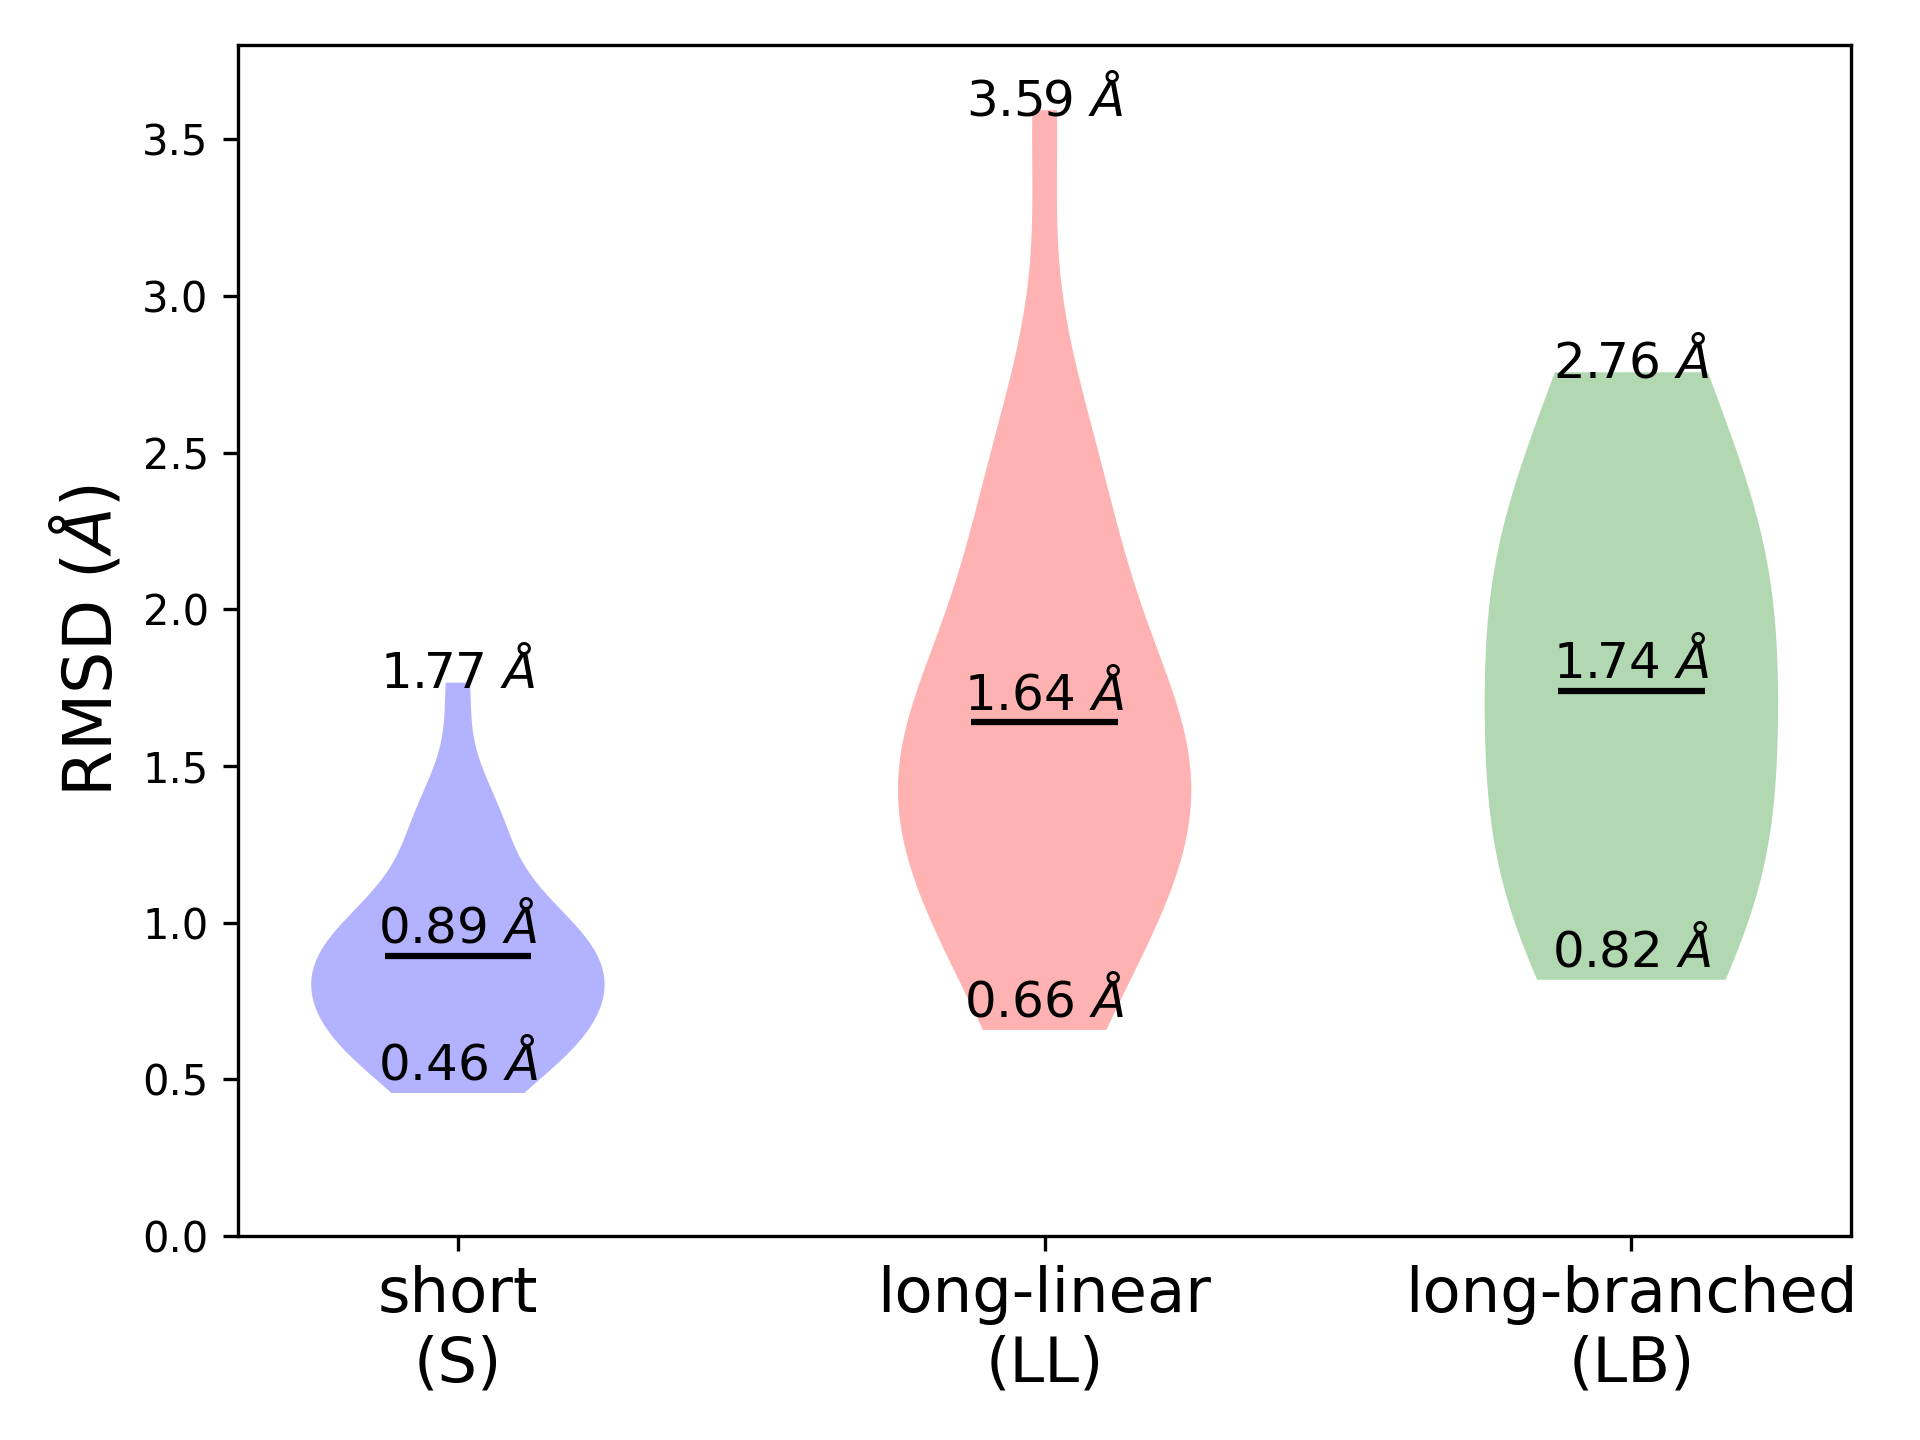 RMSD (Å)
3.5
3.0
2.5
2.0
1.5
1.0
0.5
0.0
1.77 Å
0.89 Å
0.46 Å
3.59 Å
1.64 Å
0.66 Å
2.76 Å
1.74 Å
0.82 Å
short
(S)
long-linear
(LL)
long-branched
(LB)